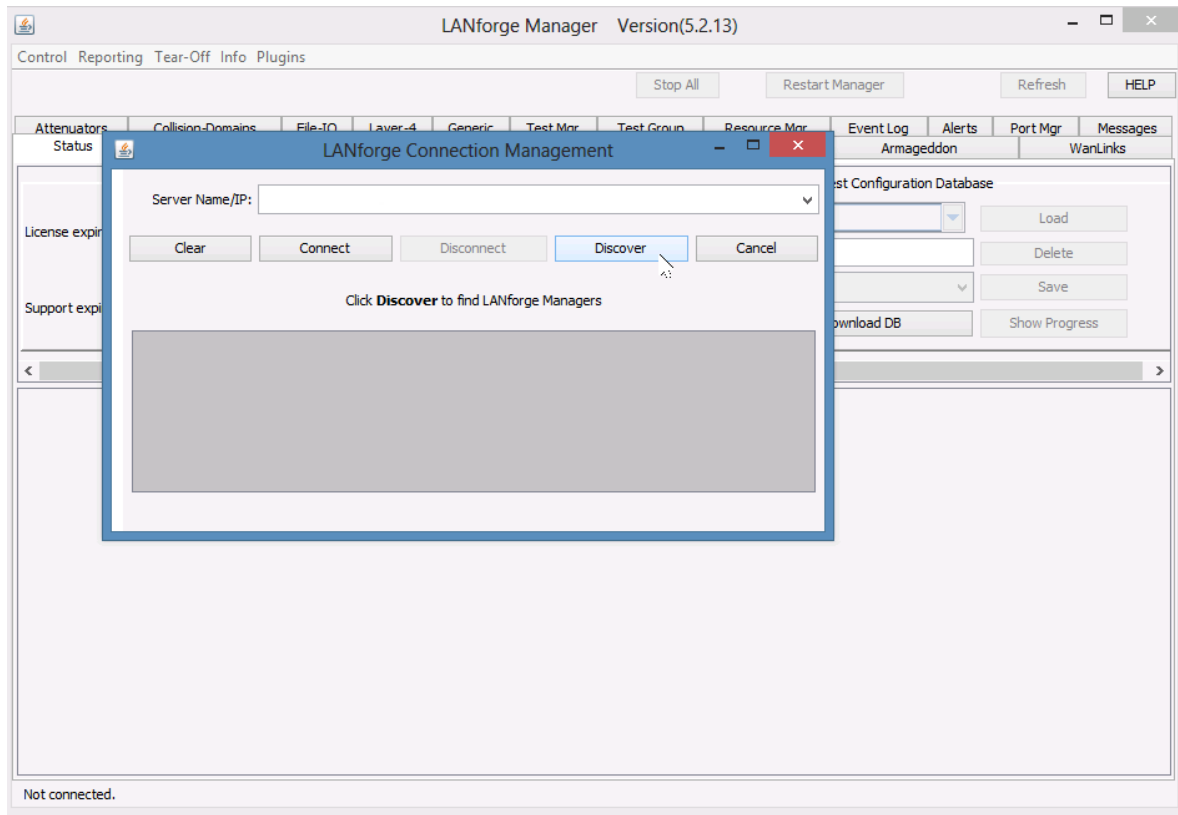 LANforge Manager Version(5.2.13)
Control Reporting Tear-Off Info Plugins
Stop All Restart Manager Refresh HELP
Attenuators Collision-Domains File-IO Layer-4 Generic Test Mgr Test Group Resource Mgr Event Log Alerts Port Mgr Messages
Status Armageddon WanLinks
LANforge Connection Management
Server Name/IP:
Clear Connect Disconnect Discover Cancel
Click Discover to find LANforge Managers
est Configuration Database
License expir
Load
Delete
Support expi
Save
ownload DB Show Progress
Not connected.